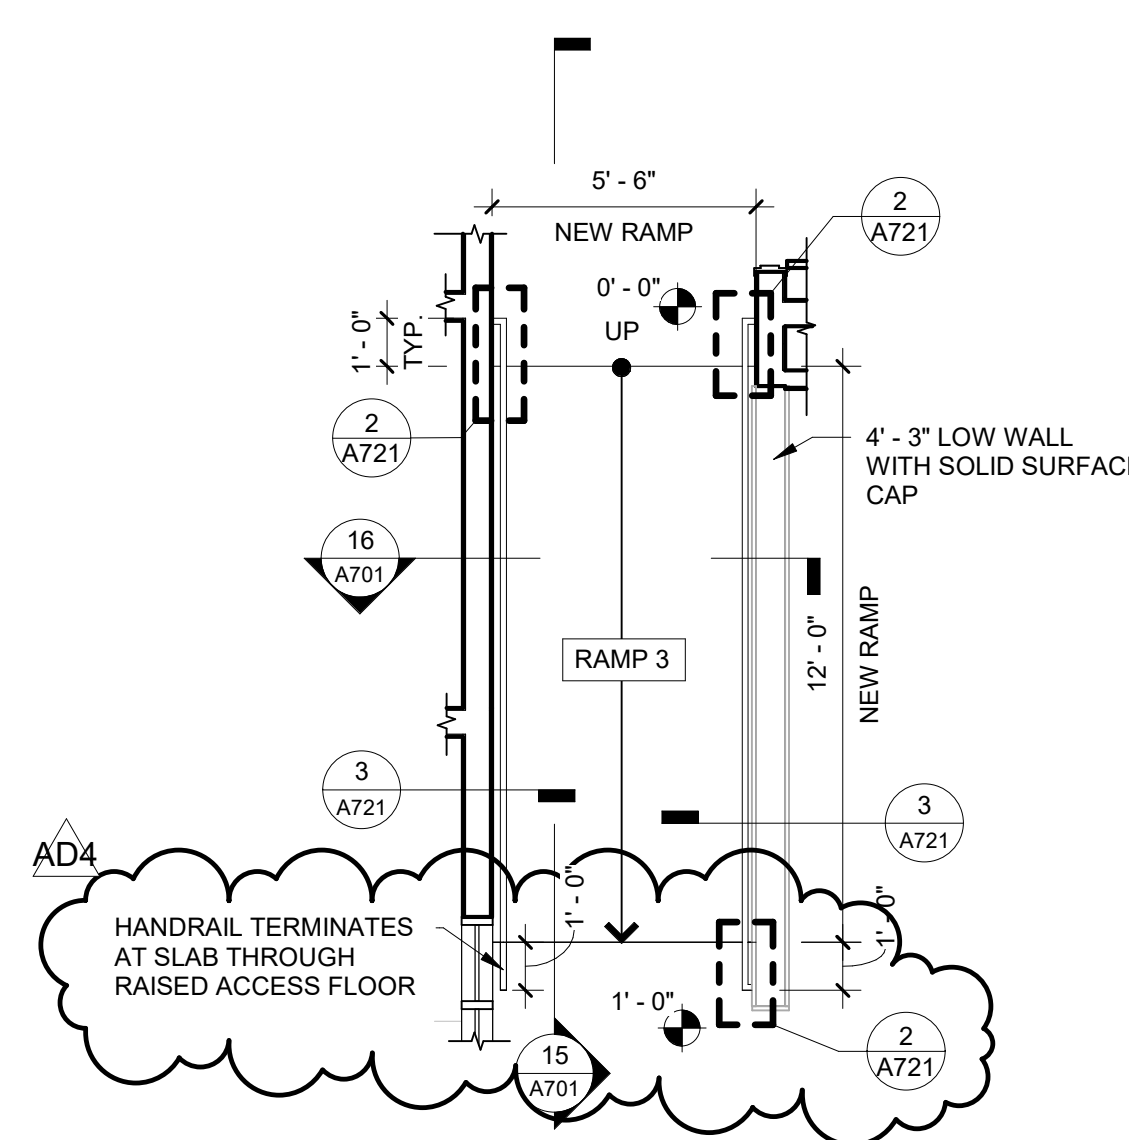 5' - 6"
NEW RAMP
2
A721
0' - 0"
UP
1' - 0"
TYP.
2
A721
4' - 3" LOW WALL
WITH SOLID SURFAC
CAP
16
A701
RAMP 3
12' - 0"
NEW RAMP
3
A721
3
A721
AD4
1' - 0"
1' - 0"
HANDRAIL TERMINATES
AT SLAB THROUGH
RAISED ACCESS FLOOR
1' - 0"
2
A721
15
A701